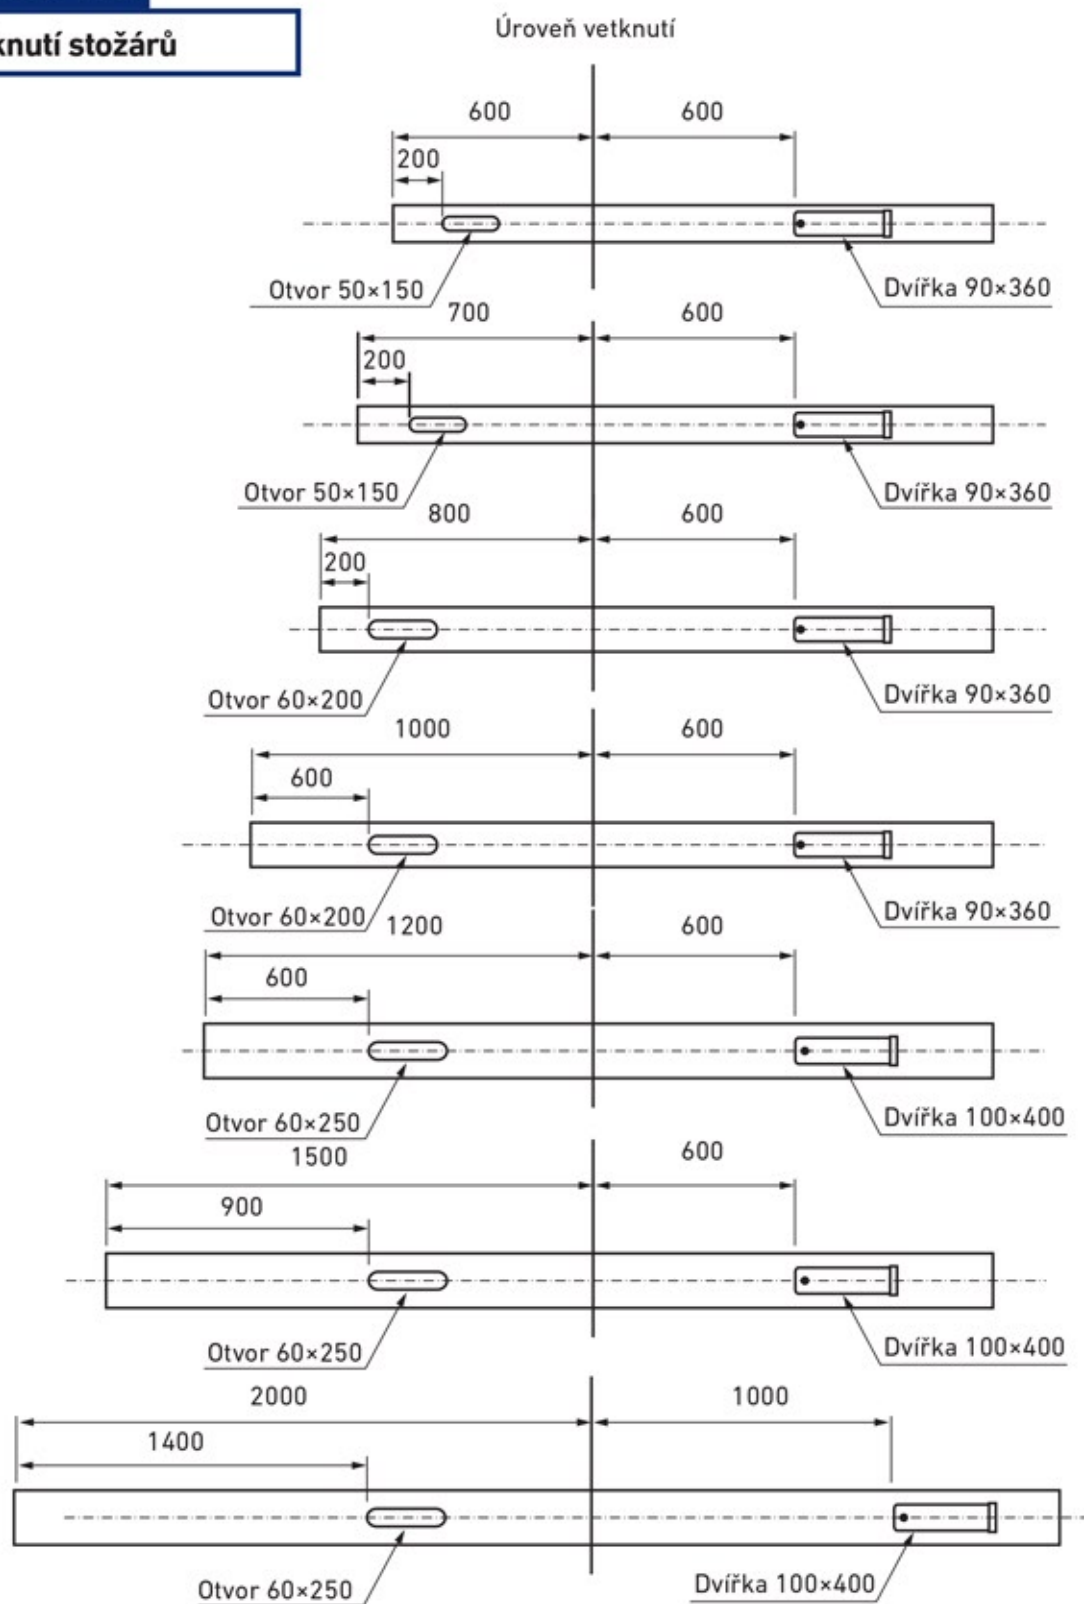 knutí stožárů
Úroveň vetknutí
600 600
200
Otvor 50×150 Dvířka 90×360
700 600
200
Otvor 50×150 Dvířka 90×360
800 600
200
Otvor 60×200 Dvířka 90×360
1000 600
600
Otvor 60×200 Dvířka 90×360
1200 600
600
Otvor 60×250 Dvířka 100×400
1500 600
900
Otvor 60×250 Dvířka 100×400
2000 1000
1400
Otvor 60×250 Dvířka 100×400